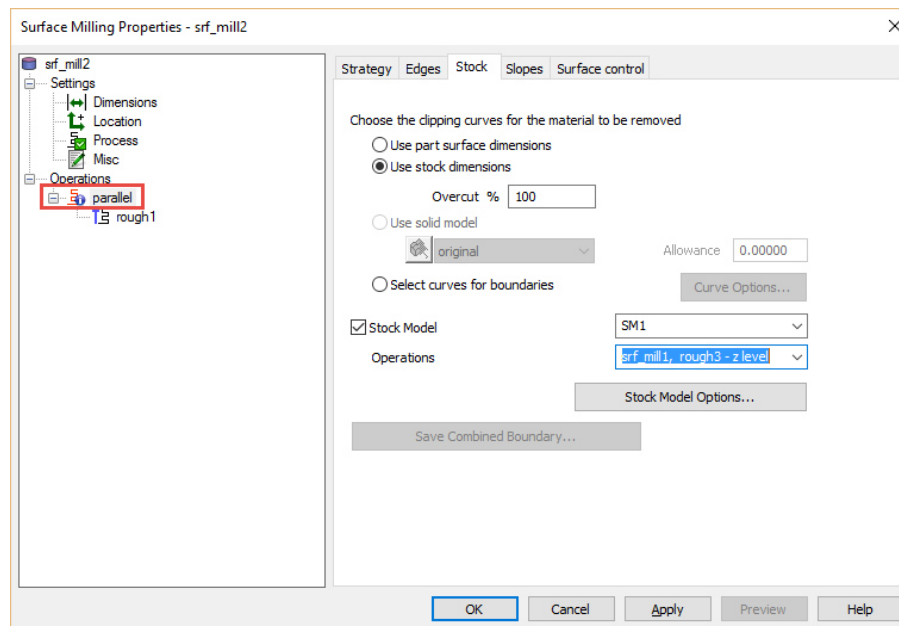 Surface Milling Properties - srf_mill2
srf_mill2
Settings
Dimensions
Location
Process
Misc
Operations
parallel
rough1
Strategy Edges Stock Slopes Surface control
Choose the clipping curves for the material to be removed
Use part surface dimensions
Use stock dimensions
Overcut % 100
Use solid model
original Allowance 0.00000
Select curves for boundaries Curve Options...
Stock Model SM1
Operations srf_mill1, rough3 - z level
Stock Model Options...
Save Combined Boundary...
OK Cancel Apply Preview Help